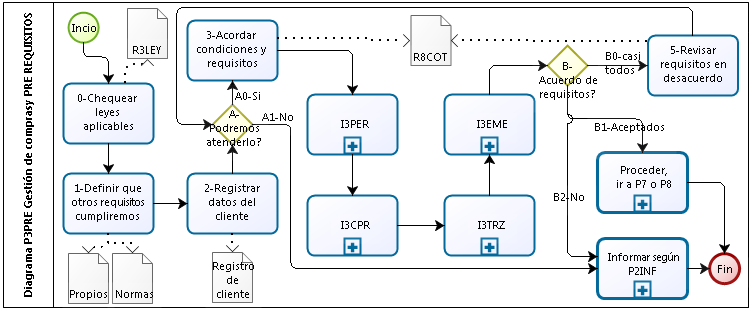 Diagrama P3PRE Gestión de comprasy PRE REQUISITOS
Incio
R3LEY
0-Chequear
leyes
aplicables
1-Definir que
otros requisitos
cumpliremos
Propios
Normas
2-Registrar
datos del
cliente
Registro
de
cliente
3-Acordar
condiciones y
requisitos
A0-Si
A-
Podremos
atenderlo?
A1-No
R8COT
I3PER
I3CPR
I3TRZ
I3EME
B-
Acuerdo de
requisitos?
B0-casi
todos
5-Revisar
requisitos en
desacuerdo
B1-Aceptados
Proceder,
ir a P7 o P8
B2-No
Informar según
P2INF
Fin